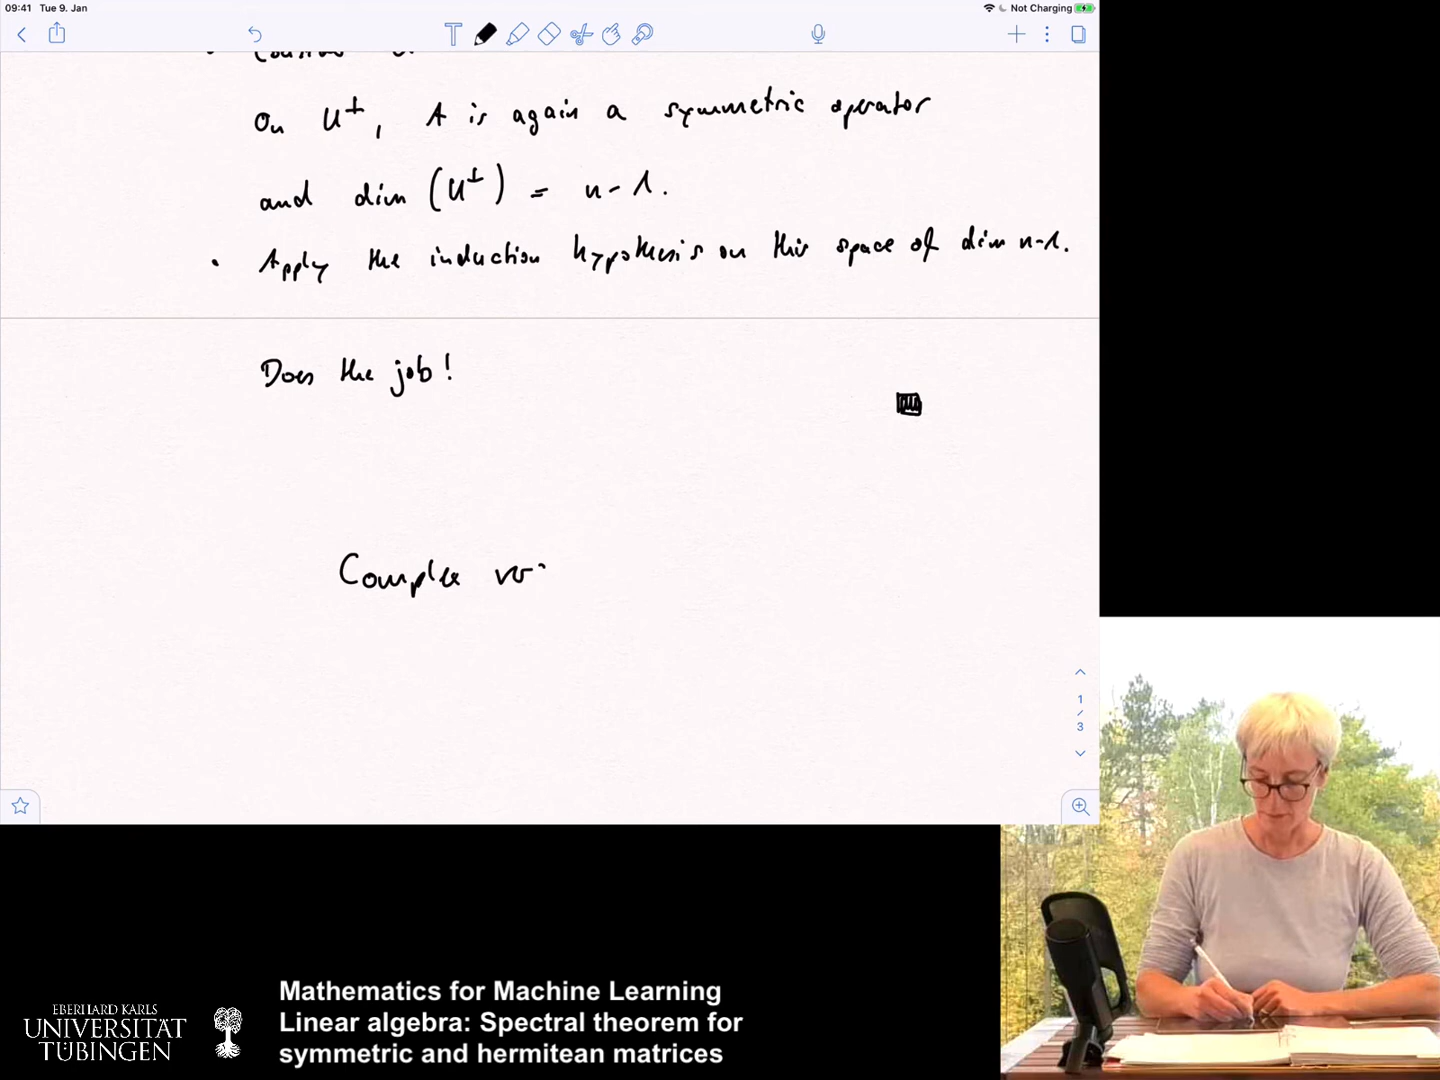 09:41 Tue 9. Jan
Not Charging
T
On U⊥, A is again a symmetric operator
and dim (U⊥) = n-1.
• Apply the induction hypothesis on this space of dim n-1.
Does the job!
Complex
1
/
3
EBERHARD KARLS
UNIVERSITÄT
TÜBINGEN
Mathematics for Machine Learning
Linear algebra: Spectral theorem for
symmetric and hermitean matrices